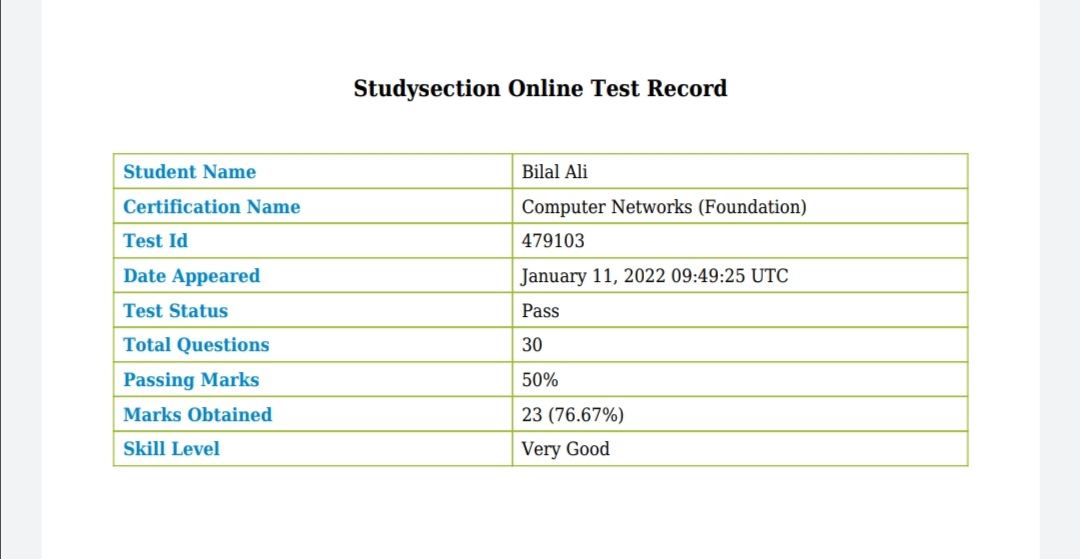 Studysection Online Test Record
Student Name Bilal Ali
Certification Name Computer Networks (Foundation)
Test Id 479103
Date Appeared January 11, 2022 09:49:25 UTC
Test Status Pass
Total Questions 30
Passing Marks 50%
Marks Obtained 23 (76.67%)
Skill Level Very Good